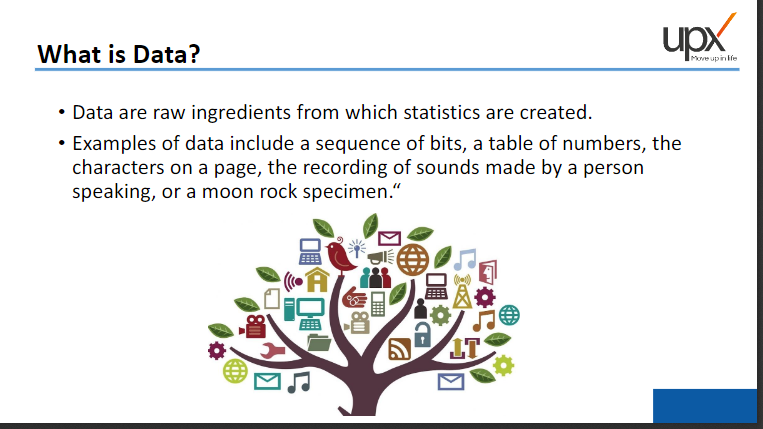 What is Data?
upx
Move up in life
• Data are raw ingredients from which statistics are created.
• Examples of data include a sequence of bits, a table of numbers, the
characters on a page, the recording of sounds made by a person
speaking, or a moon rock specimen.“